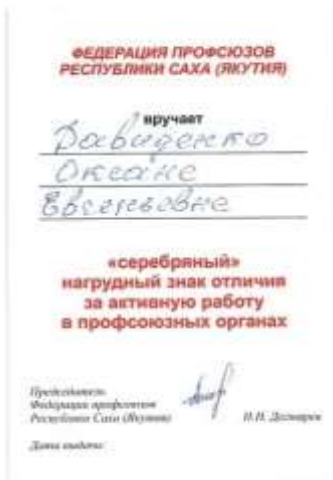 ФЕДЕРАЦИЯ ПРОФСОЮЗОВ
РЕСПУБЛИКИ САХА (ЯКУТИЯ)
вручает
Давиденко
Оксане
Евгеньевне
«серебряный»
нагрудный знак отличия
за активную работу
в профсоюзных органах
Председатель
Федерации профсоюзов
Республики Саха (Якутия)
Н.Н. Дегтярев
Дата выдачи: